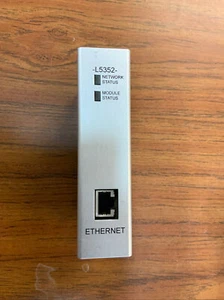 -L5352-
NETWORK
STATUS
MODULE
STATUS
ETHERNET